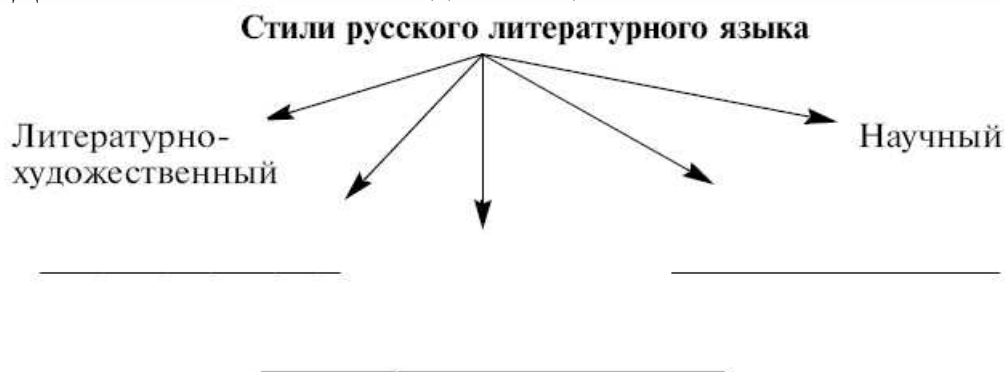 Стили русского литературного языка
Литературно-
художественный
Научный